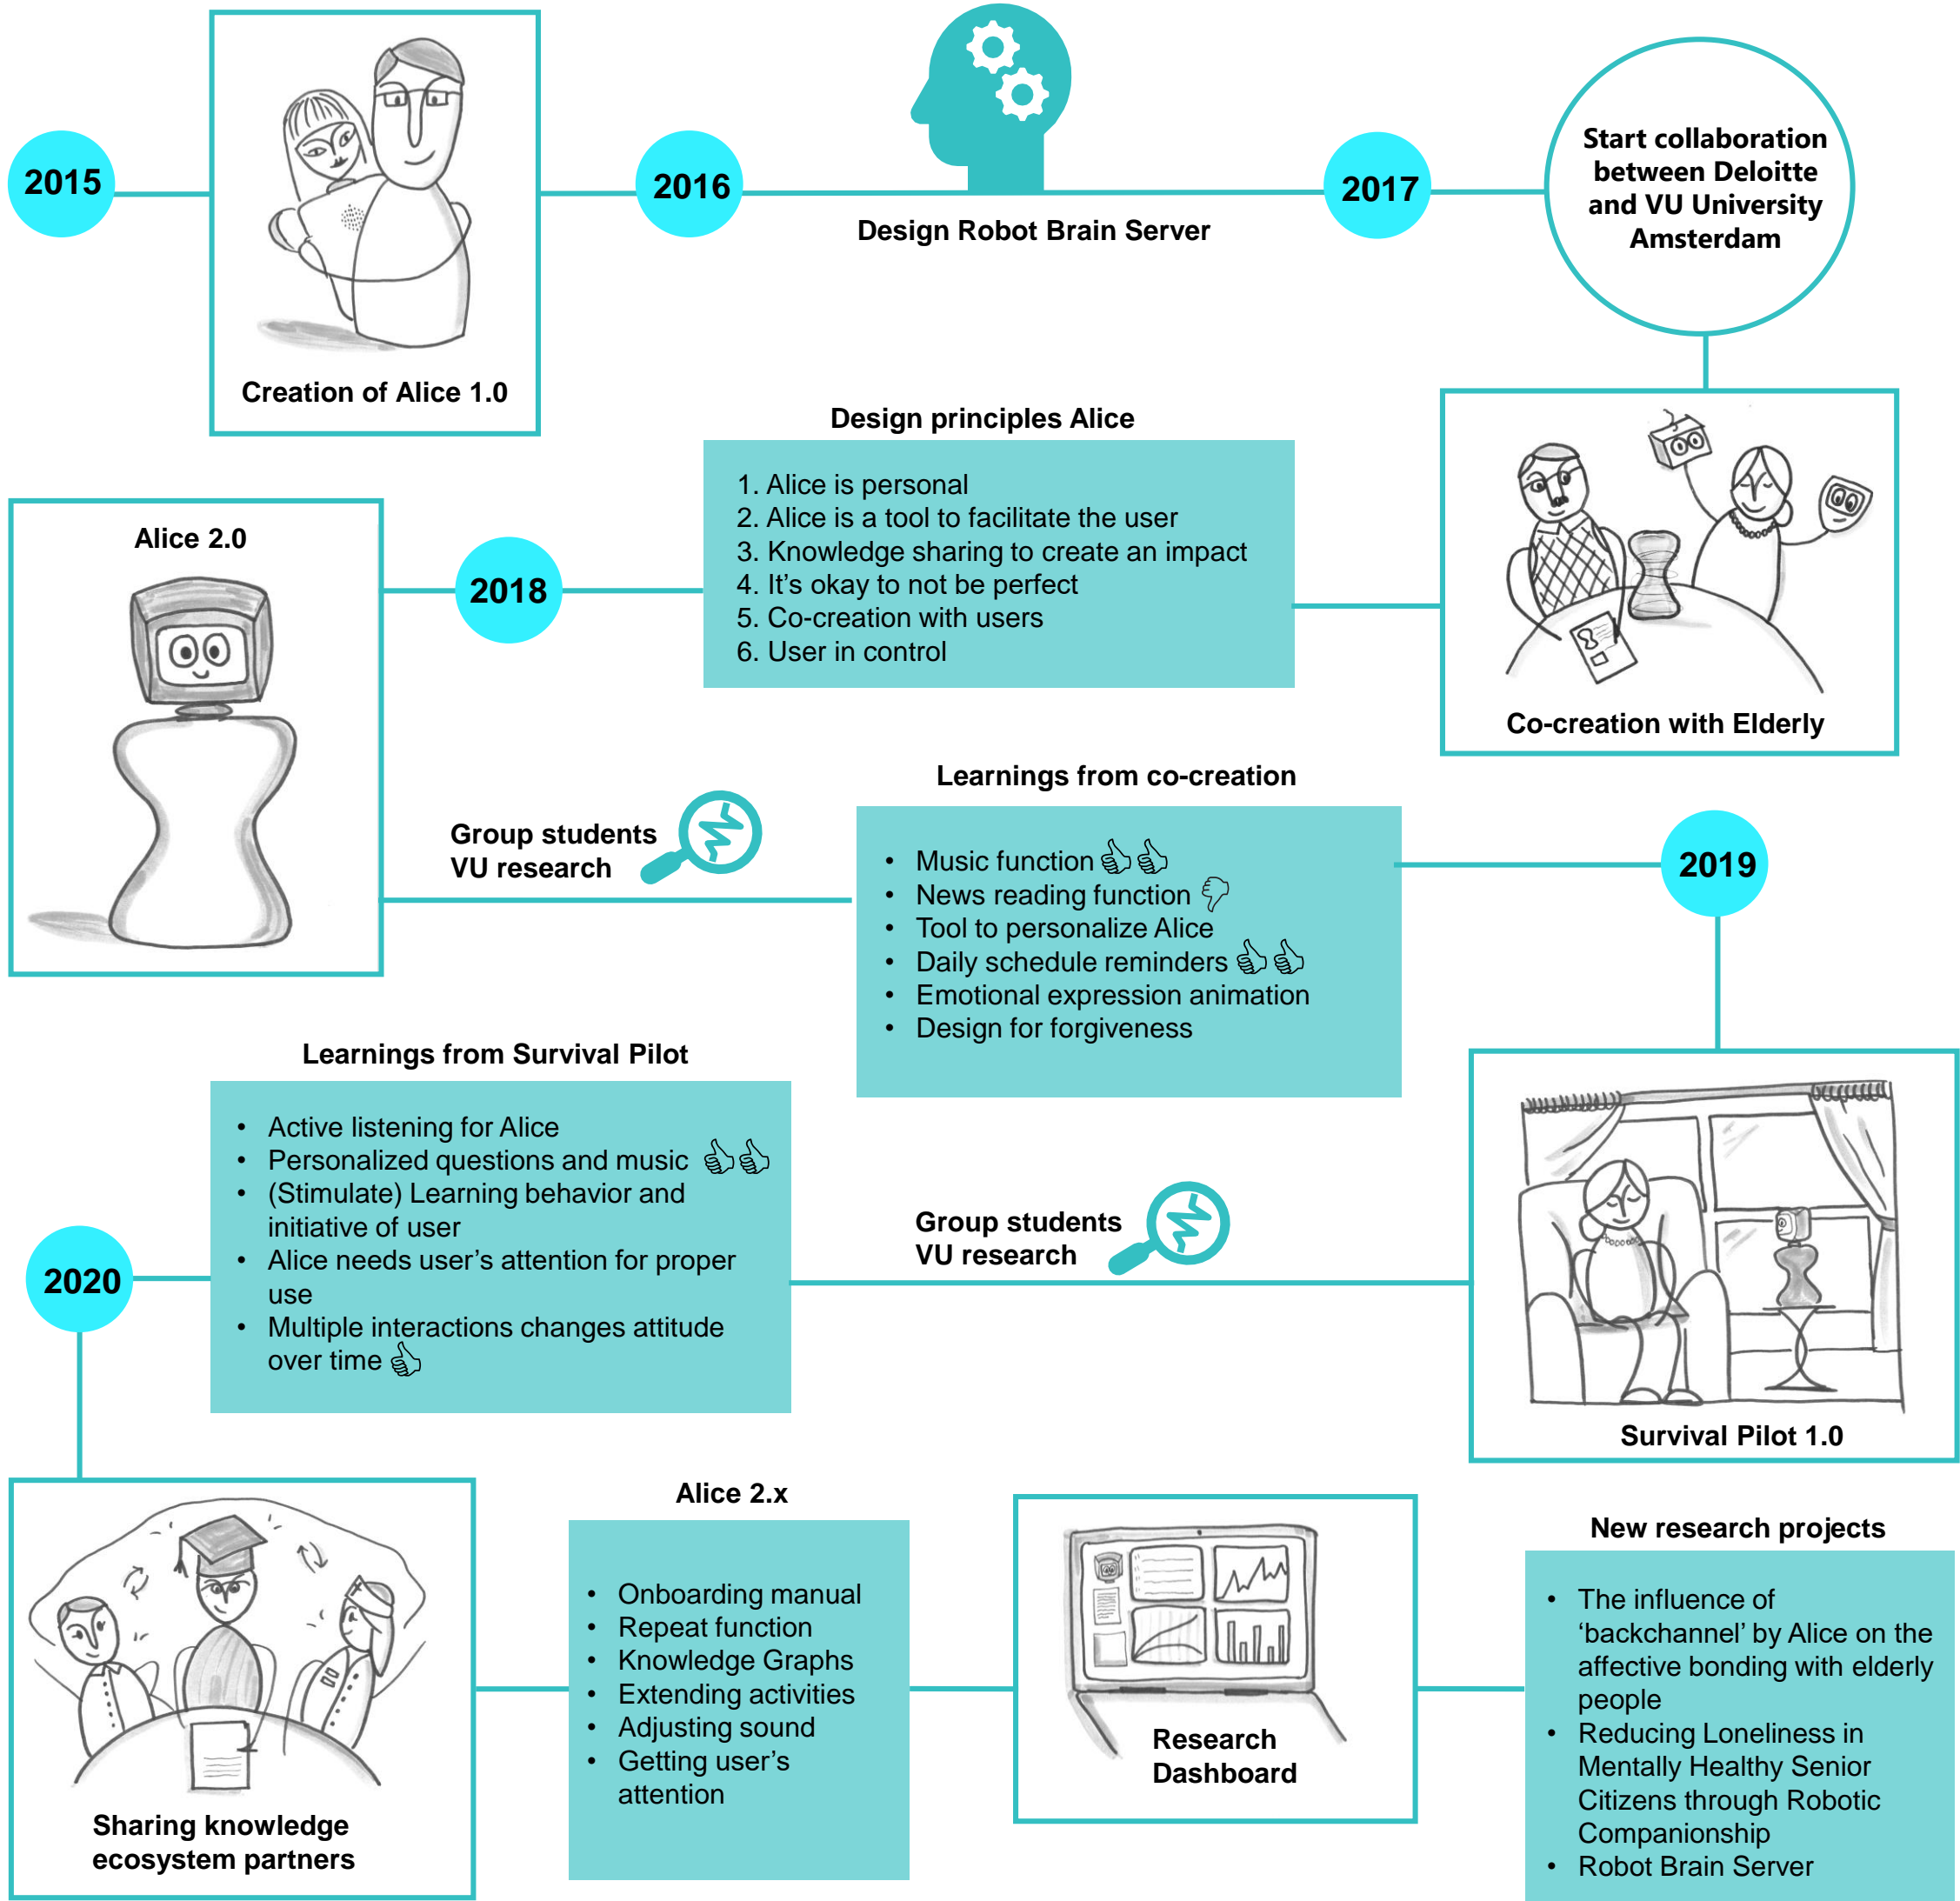 2015
Creation of Alice 1.0
2016
Design Robot Brain Server
2017
Start collaboration
between Deloitte
and VU University
Amsterdam
Co-creation with Elderly
Design principles Alice
1. Alice is personal
2. Alice is a tool to facilitate the user
3. Knowledge sharing to create an impact
4. It's okay to not be perfect
5. Co-creation with users
6. User in control
2018
Alice 2.0
Group students
VU research
Learnings from co-creation
• Music function 👍👍
• News reading function 👎
• Tool to personalize Alice
• Daily schedule reminders 👍👍
• Emotional expression animation
• Design for forgiveness
2019
Survival Pilot 1.0
Group students
VU research
Learnings from Survival Pilot
• Active listening for Alice
• Personalized questions and music 👍👍
• (Stimulate) Learning behavior and
initiative of user
• Alice needs user's attention for proper
use
• Multiple interactions changes attitude
over time 👍
2020
Sharing knowledge
ecosystem partners
Alice 2.x
• Onboarding manual
• Repeat function
• Knowledge Graphs
• Extending activities
• Adjusting sound
• Getting user's
attention
Research
Dashboard
New research projects
• The influence of
‘backchannel’ by Alice on the
affective bonding with elderly
people
• Reducing Loneliness in
Mentally Healthy Senior
Citizens through Robotic
Companionship
• Robot Brain Server